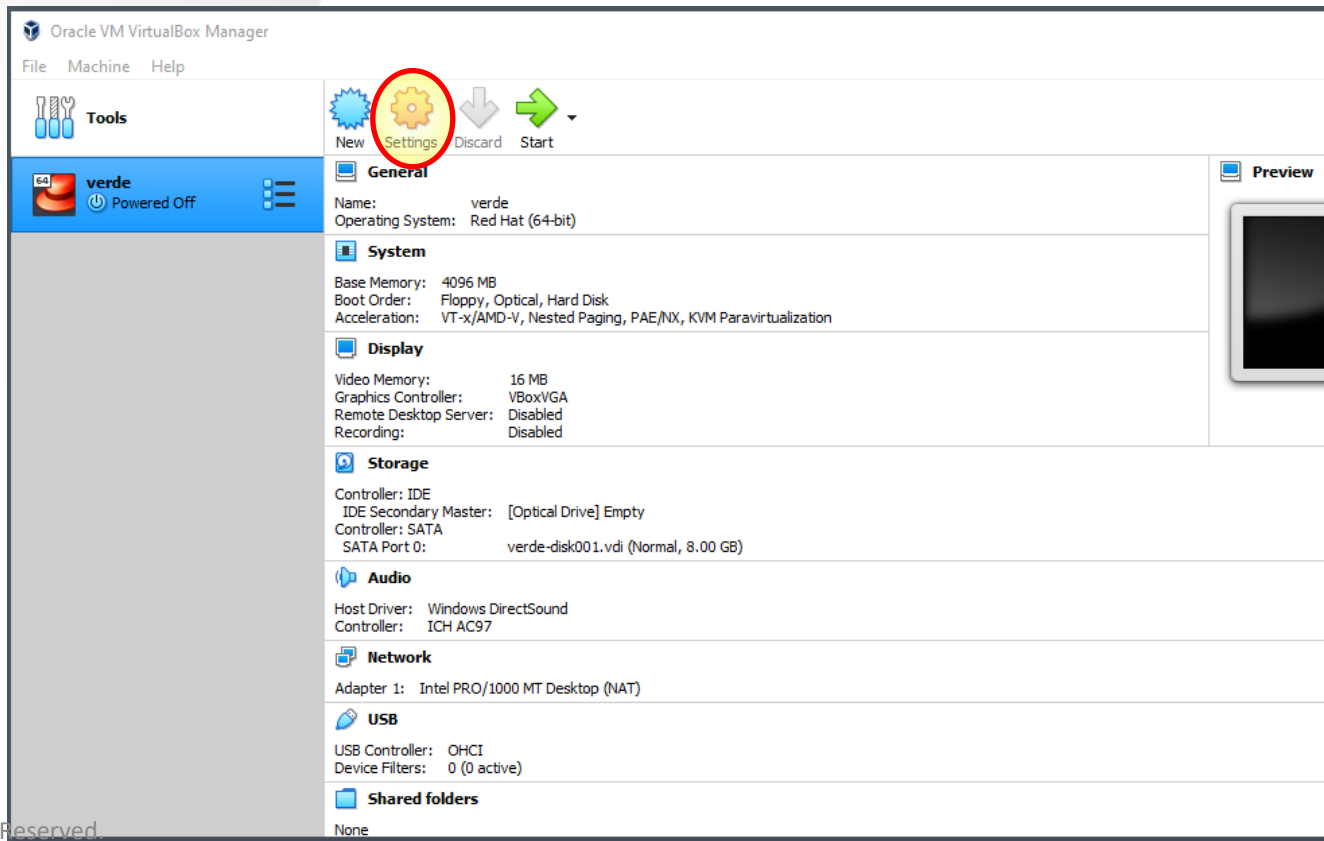 Oracle VM VirtualBox Manager
File Machine Help
Tools
New Settings Discard Start
64
verde
Powered Off
General
Name: verde
Operating System: Red Hat (64-bit)
System
Base Memory: 4096 MB
Boot Order: Floppy, Optical, Hard Disk
Acceleration: VT-x/AMD-V, Nested Paging, PAE/NX, KVM Paravirtualization
Display
Video Memory: 16 MB
Graphics Controller: VBoxVGA
Remote Desktop Server: Disabled
Recording: Disabled
Storage
Controller: IDE
IDE Secondary Master: [Optical Drive] Empty
Controller: SATA
SATA Port 0: verde-disk001.vdi (Normal, 8.00 GB)
Audio
Host Driver: Windows DirectSound
Controller: ICH AC97
Network
Adapter 1: Intel PRO/1000 MT Desktop (NAT)
USB
USB Controller: OHCI
Device Filters: 0 (0 active)
Shared folders
None
Preview
Reserved.